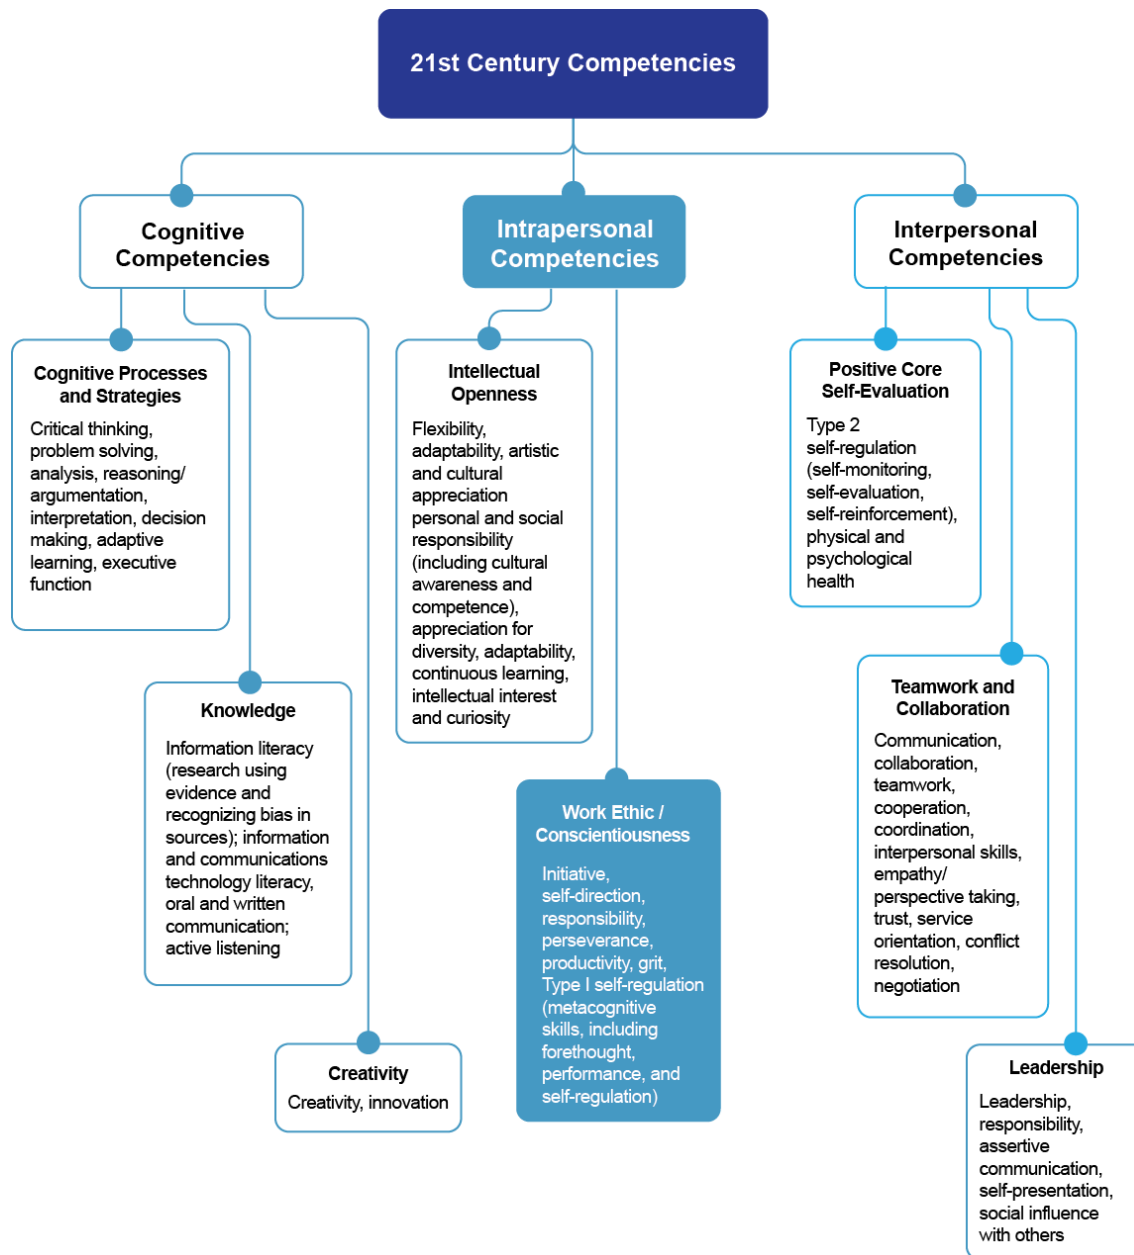 21st Century Competencies
Cognitive
Competencies
Intrapersonal
Competencies
Interpersonal
Competencies
Cognitive Processes
and Strategies
Critical thinking,
problem solving,
analysis, reasoning/
argumentation,
interpretation, decision
making, adaptive
learning, executive
function
Knowledge
Information literacy
(research using
evidence and
recognizing bias in
sources); information
and communications
technology literacy,
oral and written
communication;
active listening
Creativity
Creativity, innovation
Intellectual
Openness
Flexibility,
adaptability, artistic
and cultural
appreciation
personal and social
responsibility
(including cultural
awareness and
competence),
appreciation for
diversity, adaptability,
continuous learning,
intellectual interest
and curiosity
Work Ethic /
Conscientiousness
Initiative,
self-direction,
responsibility,
perseverance,
productivity, grit,
Type I self-regulation
(metacognitive
skills, including
forethought,
performance, and
self-regulation)
Positive Core
Self-Evaluation
Type 2
self-regulation
(self-monitoring,
self-evaluation,
self-reinforcement),
physical and
psychological
health
Teamwork and
Collaboration
Communication,
collaboration,
teamwork,
cooperation,
coordination,
interpersonal skills,
empathy/
perspective taking,
trust, service
orientation, conflict
resolution,
negotiation
Leadership
Leadership,
responsibility,
assertive
communication,
self-presentation,
social influence
with others